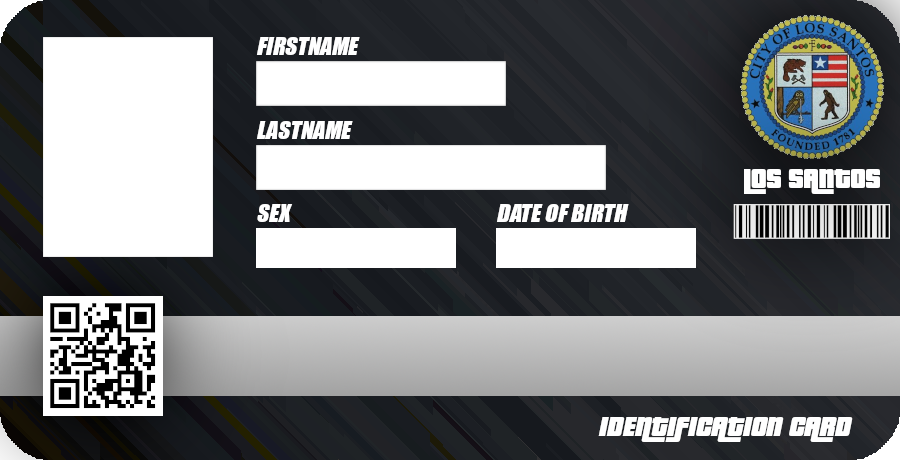 FIRSTNAME
LASTNAME
SEX
DATE OF BIRTH
CITY OF LOS SANTOS
FOUNDED 1781
LOS SANTOS
IDENTIFICATION CARD